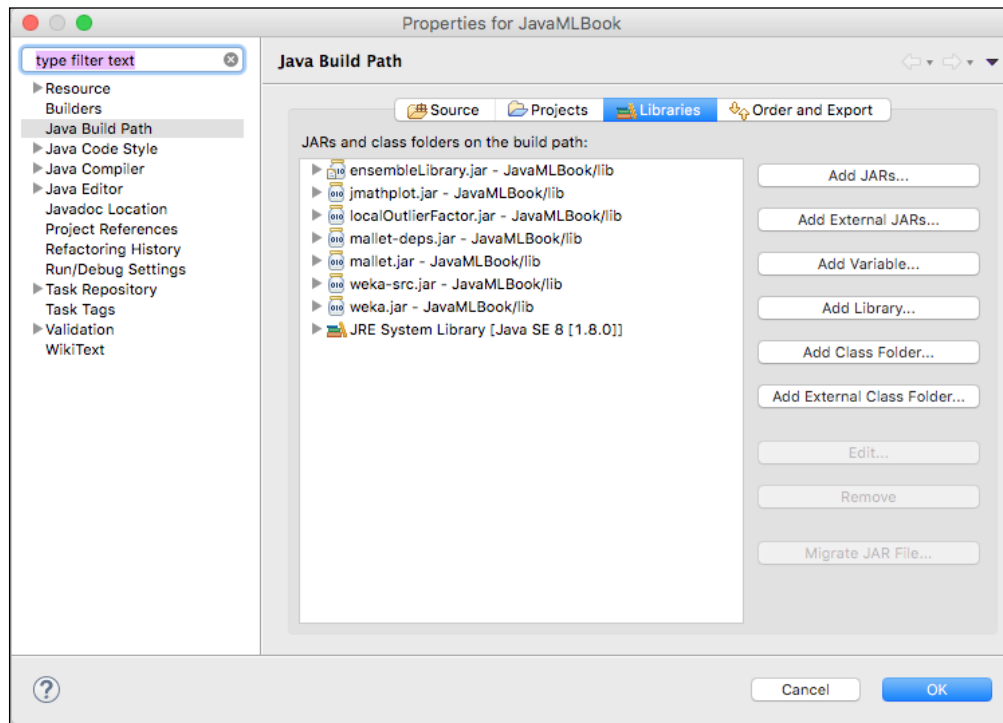 Properties for JavaMLBook
type filter text
Resource
Builders
Java Build Path
Java Code Style
Java Compiler
Java Editor
Javadoc Location
Project References
Refactoring History
Run/Debug Settings
Task Repository
Task Tags
Validation
WikiText
Java Build Path
Source
Projects
Libraries
Order and Export
JARs and class folders on the build path:
ensembleLibrary.jar - JavaMLBook/lib
jmathplot.jar - JavaMLBook/lib
localOutlierFactor.jar - JavaMLBook/lib
mallet-deps.jar - JavaMLBook/lib
mallet.jar - JavaMLBook/lib
weka-src.jar - JavaMLBook/lib
weka.jar - JavaMLBook/lib
JRE System Library [Java SE 8 [1.8.0]]
Add JARs...
Add External JARs...
Add Variable...
Add Library...
Add Class Folder...
Add External Class Folder...
Edit...
Remove
Migrate JAR File...
?
Cancel
OK